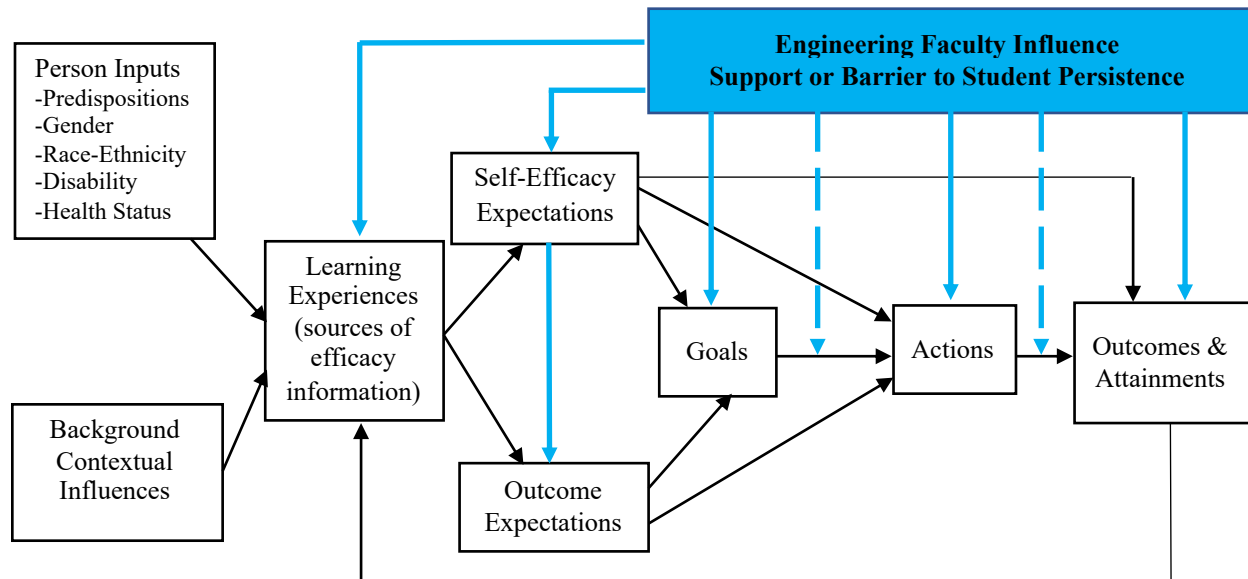 Engineering Faculty Influence
Support or Barrier to Student Persistence
Person Inputs
-Predispositions
-Gender
-Race-Ethnicity
-Disability
-Health Status
Self-Efficacy
Expectations
Learning
Experiences
(sources of
efficacy
information)
Goals
Actions
Outcomes &
Attainments
Background
Contextual
Influences
Outcome
Expectations